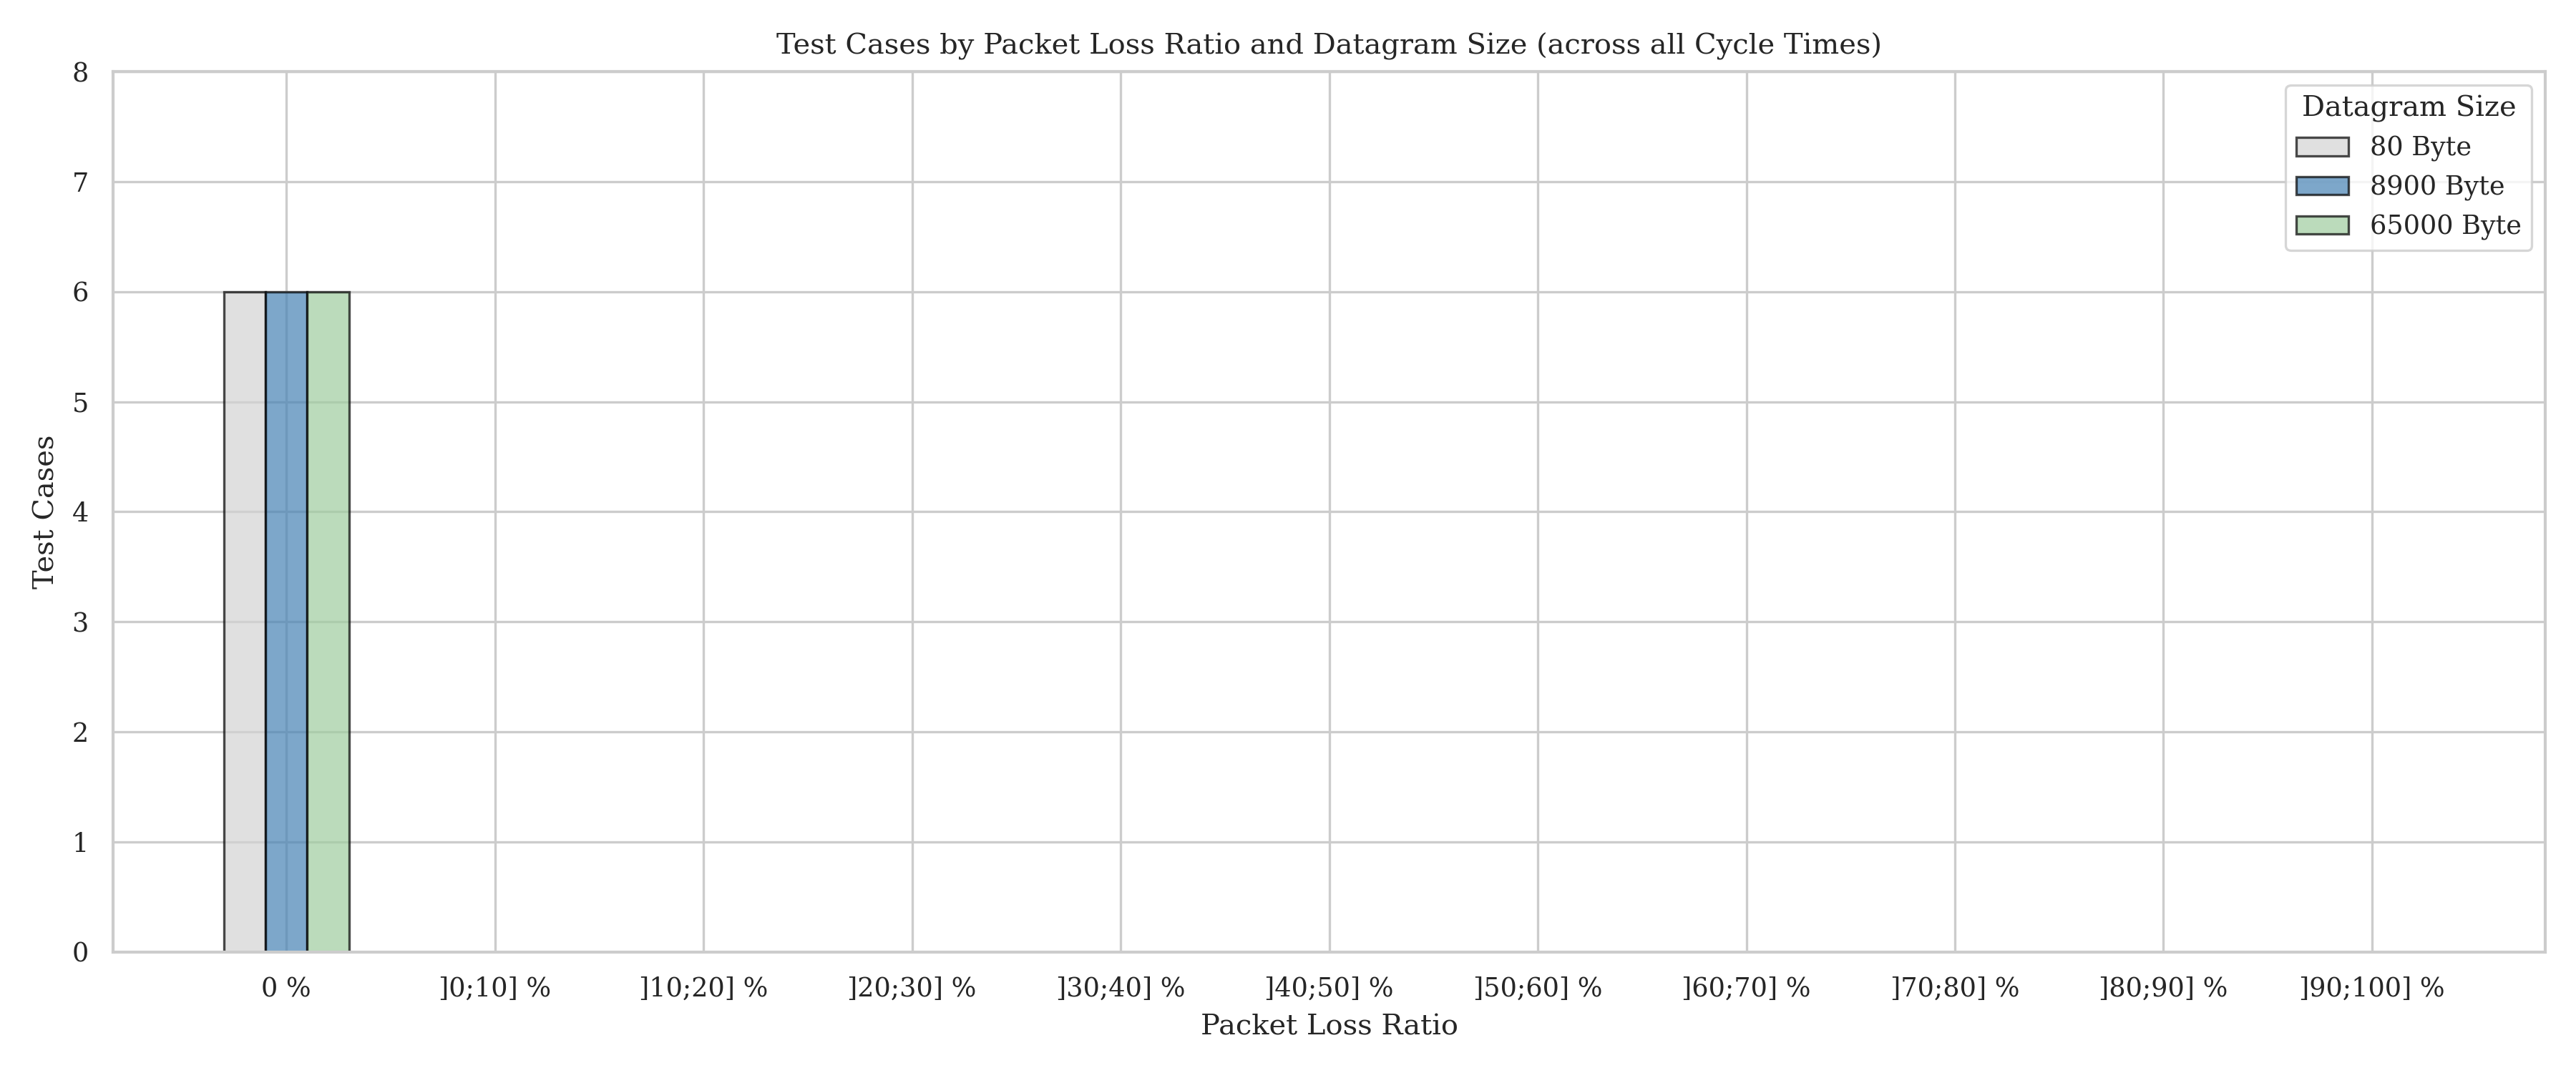 Test Cases by Packet Loss Ratio and Datagram Size (across all Cycle Times)
Datagram Size
80 Byte
8900 Byte
65000 Byte
Test Cases
8
7
6
5
4
3
2
1
0
0 % ]0;10] % ]10;20] % ]20;30] % ]30;40] % ]40;50] % ]50;60] % ]60;70] % ]70;80] % ]80;90] % ]90;100] %
Packet Loss Ratio